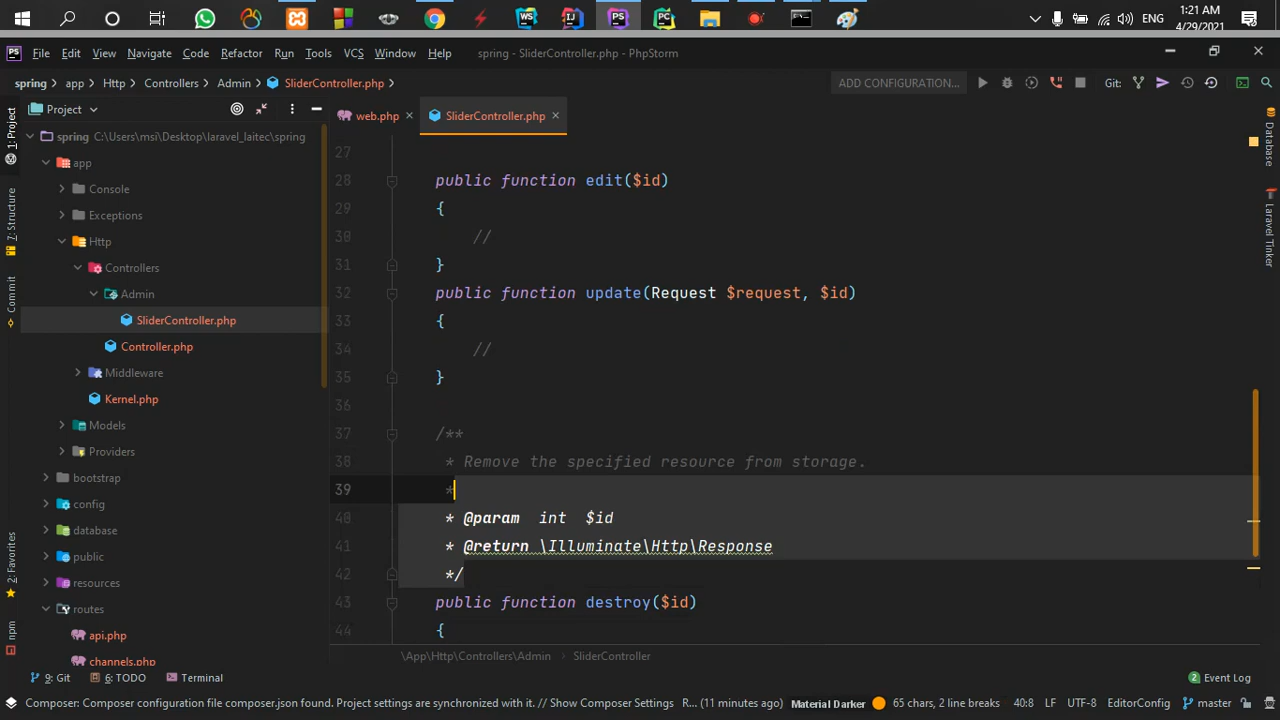 ENG
1:21 AM
4/29/2021
File Edit View Navigate Code Refactor Run Tools VCS Window Help
spring - SliderController.php - PhpStorm
spring app Http Controllers Admin SliderController.php
ADD CONFIGURATION...
Git:
Project
web.php
SliderController.php
1: Project
7: Structure
Commit
2: Favorites
npm
Database
Laravel Tinker
spring C:\Users\msi\Desktop\laravel_laitec\spring
app
Console
Exceptions
Http
Controllers
Admin
SliderController.php
Controller.php
Middleware
Kernel.php
Models
Providers
bootstrap
config
database
public
resources
routes
api.php
channels.php
27
28 public function edit($id)
29 {
30 //
31 }
32 public function update(Request $request, $id)
33 {
34 //
35 }
36
37 /**
38 * Remove the specified resource from storage.
39 *
40 * @param int $id
41 * @return \Illuminate\Http\Response
42 */
43 public function destroy($id)
44 {
\App\Http\Controllers\Admin SliderController
9: Git 6: TODO Terminal
2 Event Log
Composer: Composer configuration file composer.json found. Project settings are synchronized with it. // Show Composer Settings R... (11 minutes ago) Material Darker 65 chars, 2 line breaks 40:8 LF UTF-8 EditorConfig master